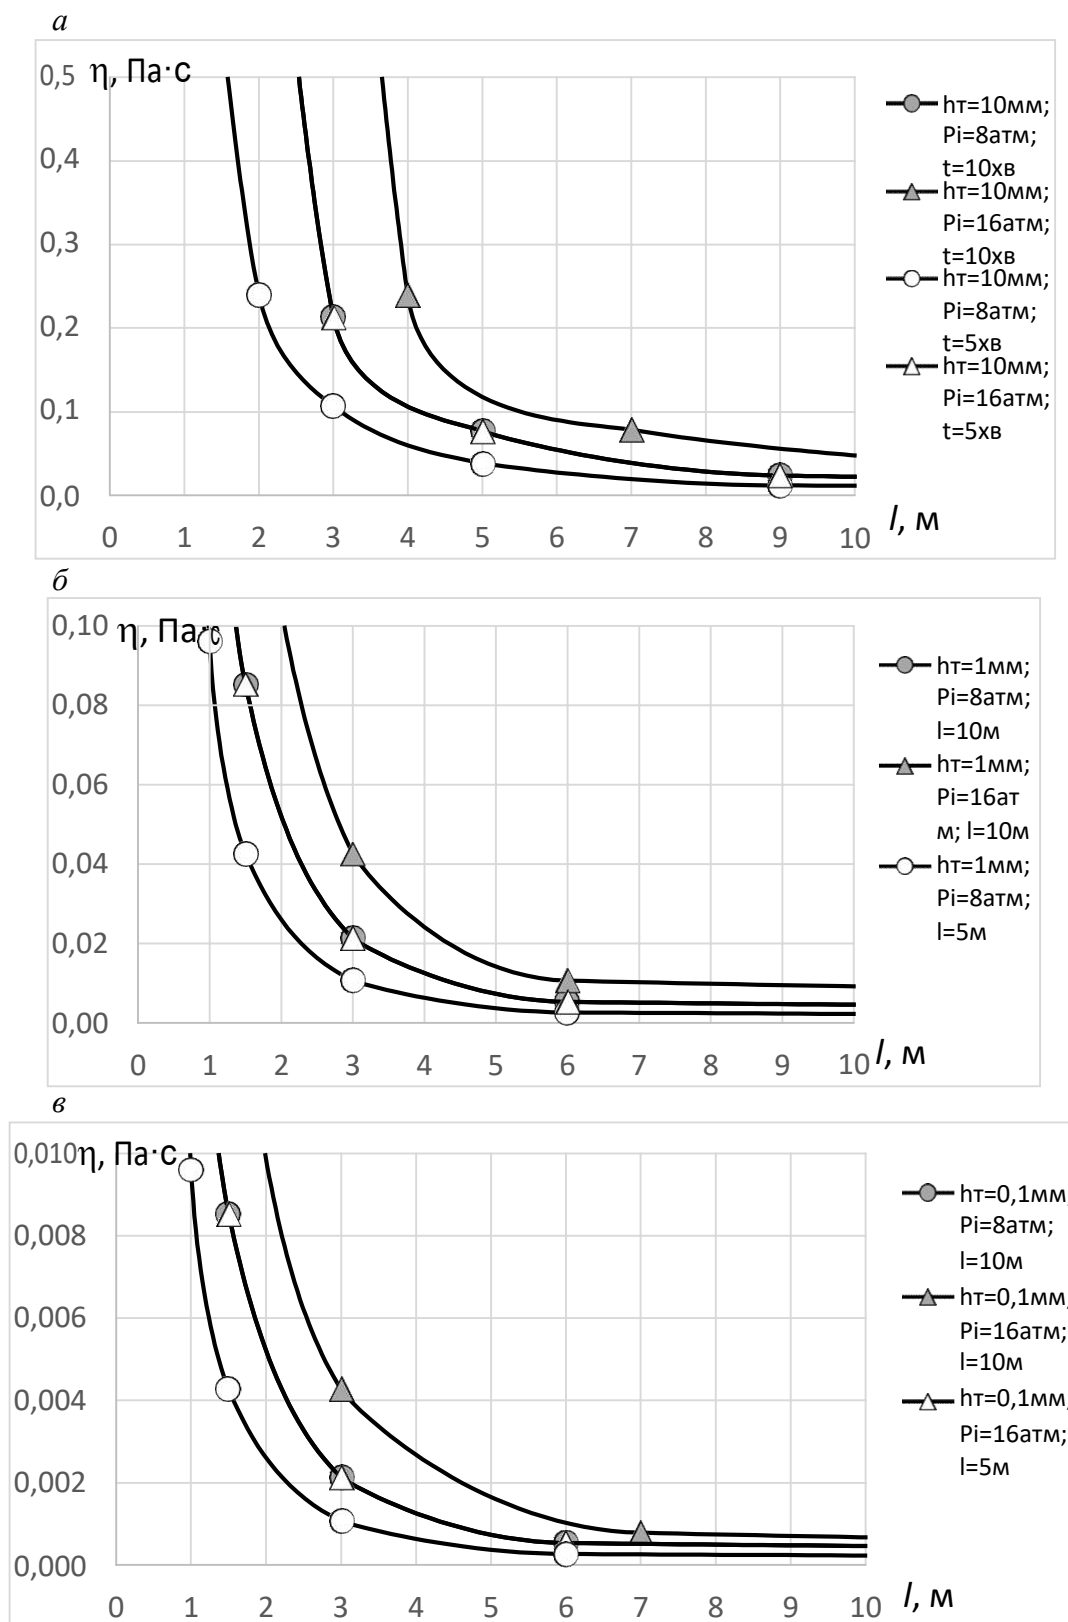 а
η, Па·с
0,5
0,4
0,3
0,2
0,1
0,0
0 1 2 3 4 5 6 7 8 9 10
l, м
hт=10мм;
Pi=8атм;
t=10хв
hт=10мм;
Pi=16атм;
t=10хв
hт=10мм;
Pi=8атм;
t=5хв
hт=10мм;
Pi=16атм;
t=5хв
б
η, Па·с
0,10
0,08
0,06
0,04
0,02
0,00
0 1 2 3 4 5 6 7 8 9 10
l, м
hт=1мм;
Pi=8атм;
l=10м
hт=1мм;
Pi=16ат
м; l=10м
hт=1мм;
Pi=8атм;
l=5м
в
η, Па·с
0,010
0,008
0,006
0,004
0,002
0,000
0 1 2 3 4 5 6 7 8 9 10
l, м
hт=0,1мм;
Pi=8атм;
l=10м
hт=0,1мм;
Pi=16атм;
l=10м
hт=0,1мм;
Pi=16атм;
l=5м